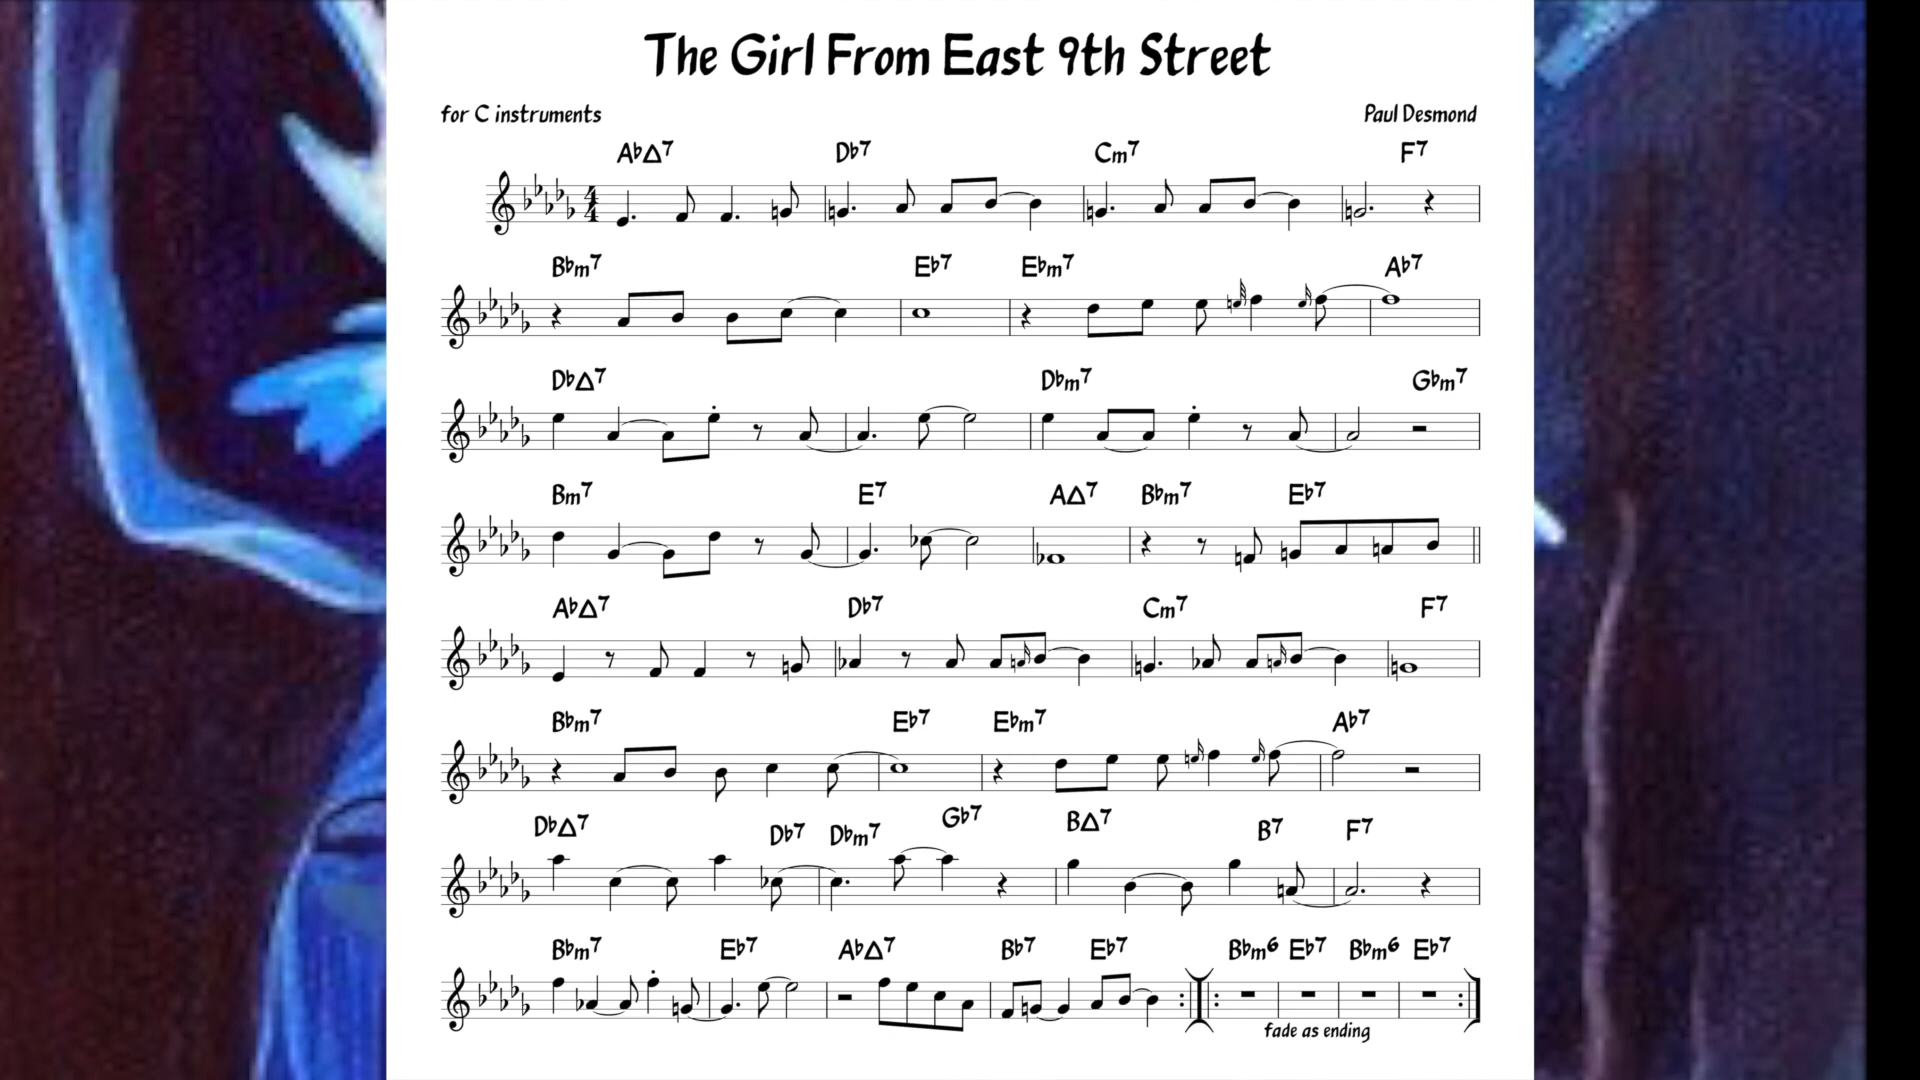 The Girl From East 9th Street
for C instruments Paul Desmond
A♭Δ7 D♭7 Cm7 F7
4/4
B♭m7 E♭7 E♭m7 A♭7
D♭Δ7 D♭m7 G♭m7
Bm7 E7 AΔ7 B♭m7 E♭7
A♭Δ7 D♭7 Cm7 F7
B♭m7 E♭7 E♭m7 A♭7
D♭Δ7 D♭7 D♭m7 G♭7 BΔ7 B7 F7
B♭m7 E♭7 A♭Δ7 B♭7 E♭7 B♭m6 E♭7 B♭m6 E♭7
fade as ending